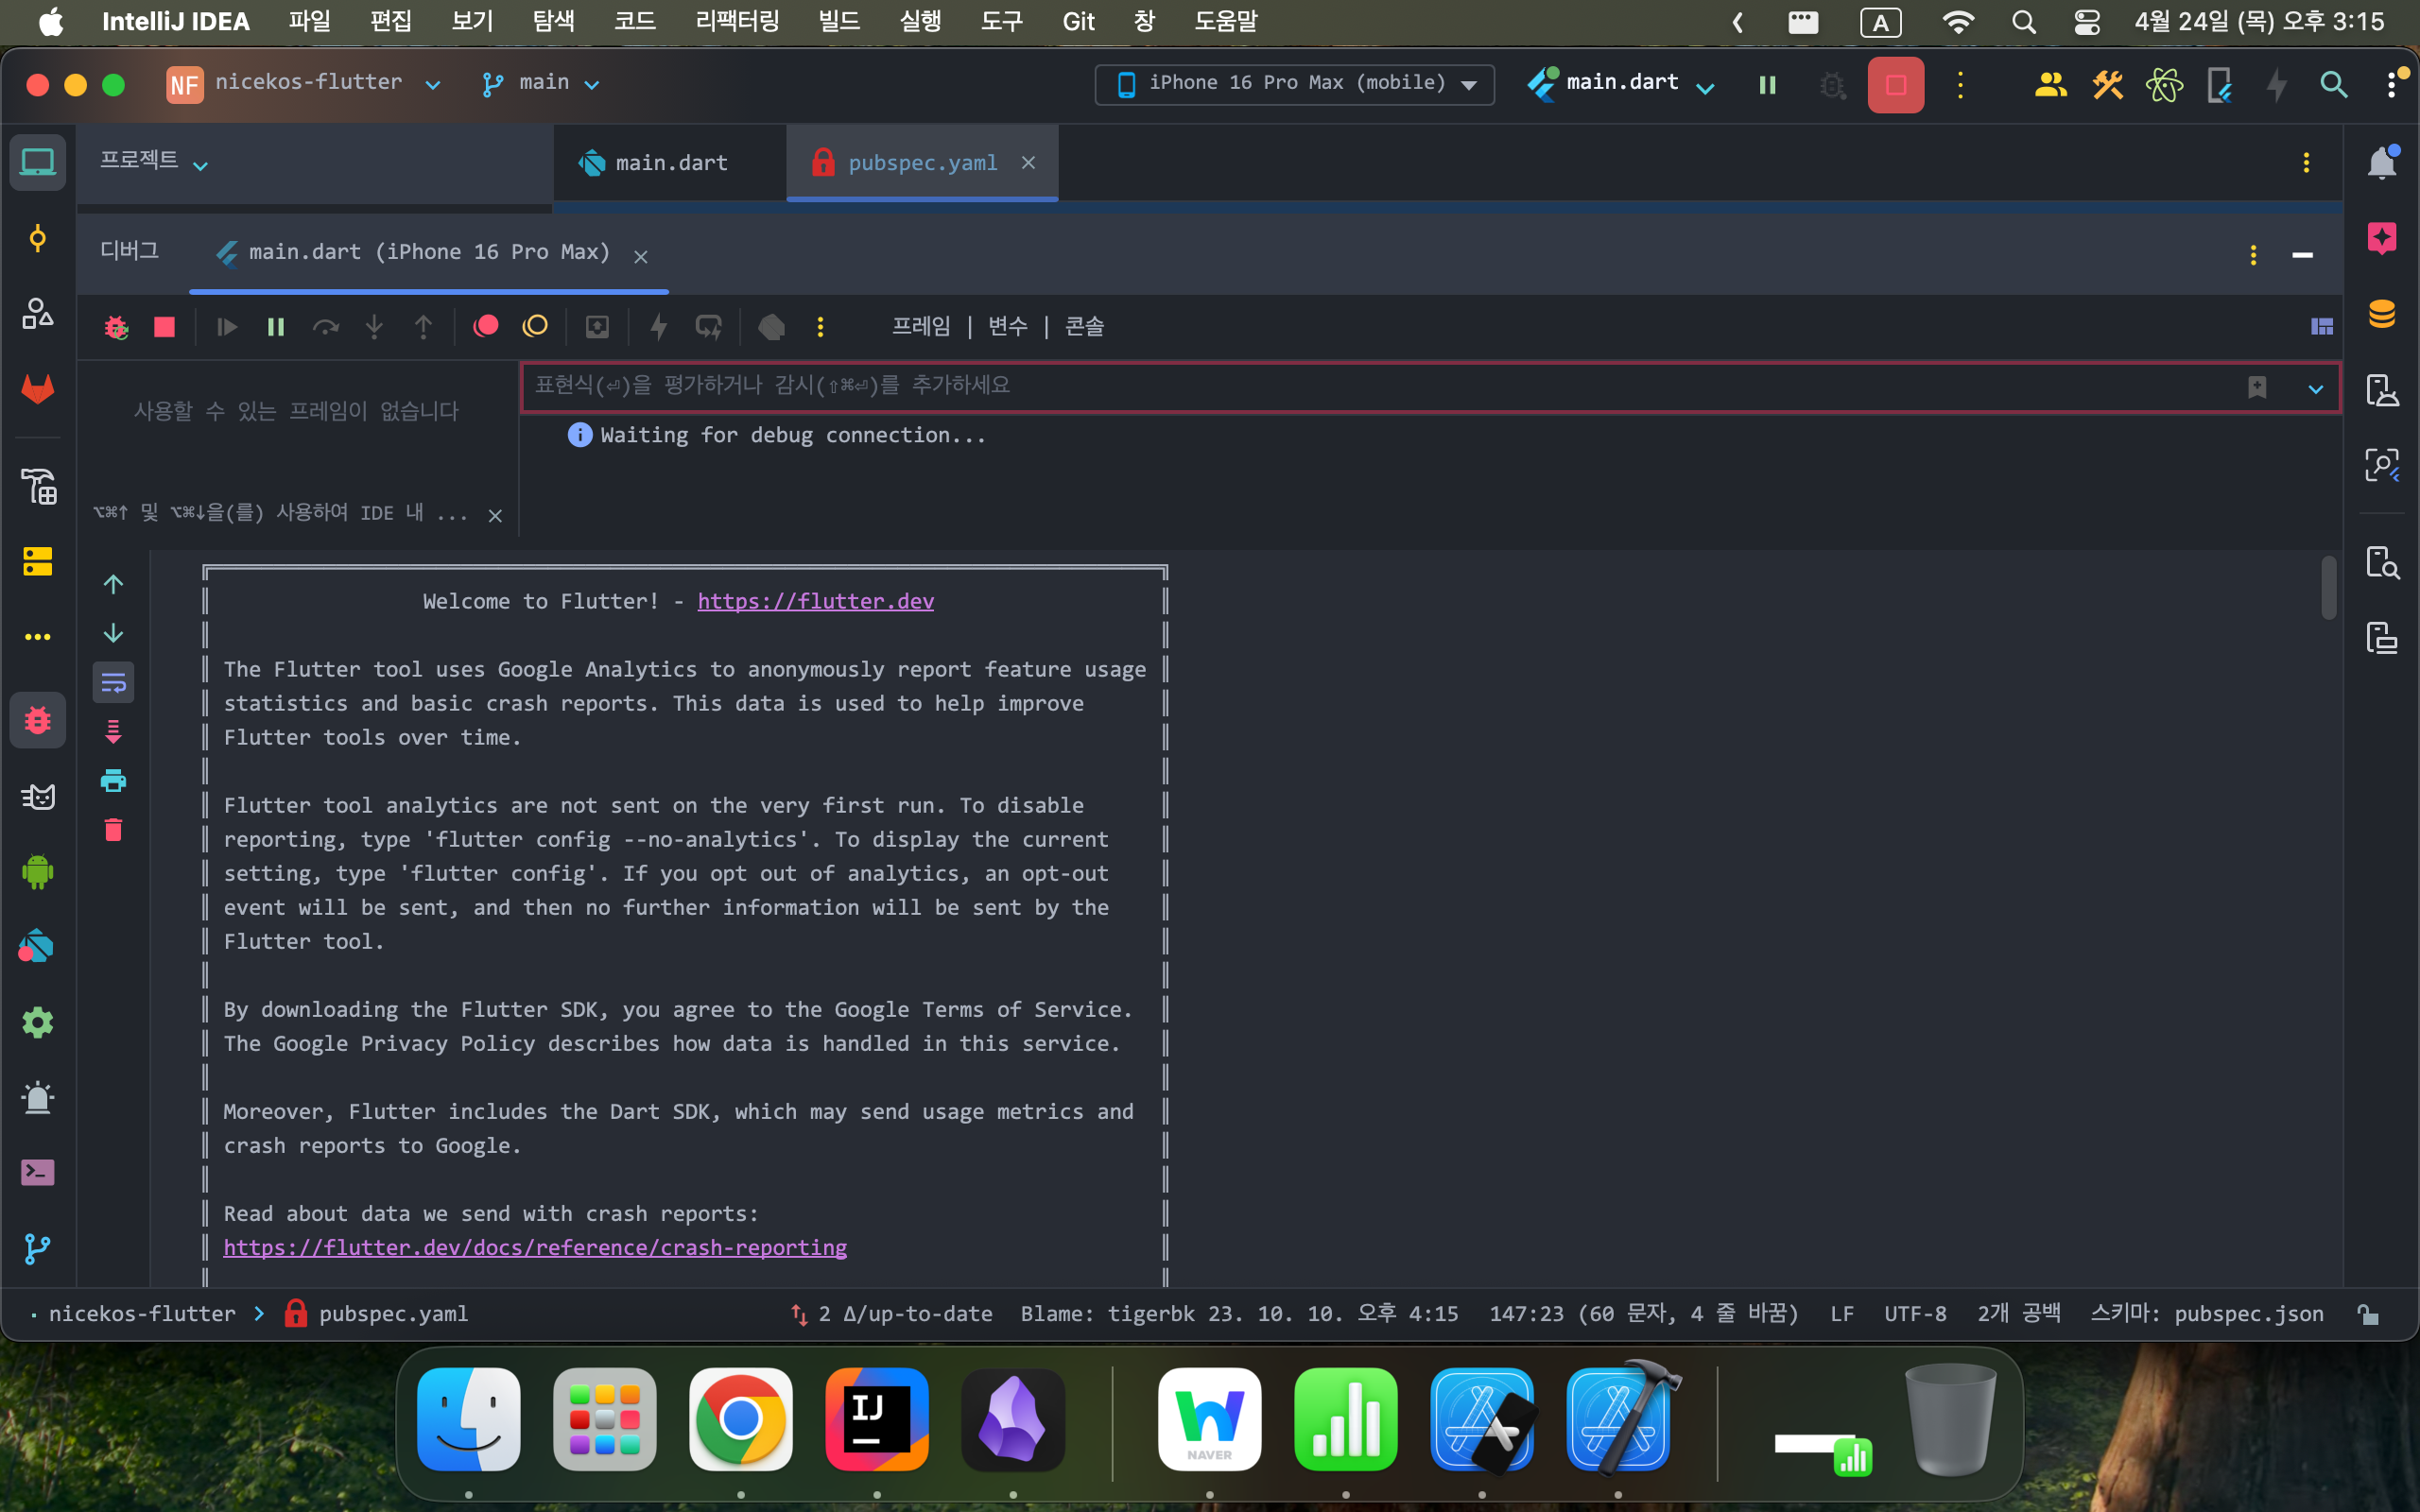 IntelliJ IDEA 파일 편집 보기 탐색 코드 리팩터링 빌드 실행 도구 Git 창 도움말 A 4월 24일 (목) 오후 3:15
NF nicekos-flutter main iPhone 16 Pro Max (mobile) main.dart
프로젝트 main.dart pubspec.yaml
디버그 main.dart (iPhone 16 Pro Max)
프레임 | 변수 | 콘솔
표현식(⏎)을 평가하거나 감시(⇧⌘⏎)를 추가하세요
사용할 수 있는 프레임이 없습니다
Waiting for debug connection...
⌥⌘↑ 및 ⌥⌘↓을(를) 사용하여 IDE 내 ...
Welcome to Flutter! - https://flutter.dev
The Flutter tool uses Google Analytics to anonymously report feature usage
statistics and basic crash reports. This data is used to help improve
Flutter tools over time.
Flutter tool analytics are not sent on the very first run. To disable
reporting, type 'flutter config --no-analytics'. To display the current
setting, type 'flutter config'. If you opt out of analytics, an opt-out
event will be sent, and then no further information will be sent by the
Flutter tool.
By downloading the Flutter SDK, you agree to the Google Terms of Service.
The Google Privacy Policy describes how data is handled in this service.
Moreover, Flutter includes the Dart SDK, which may send usage metrics and
crash reports to Google.
Read about data we send with crash reports:
https://flutter.dev/docs/reference/crash-reporting
nicekos-flutter pubspec.yaml 2 Δ/up-to-date Blame: tigerbk 23. 10. 10. 오후 4:15 147:23 (60 문자, 4 줄 바꿈) LF UTF-8 2개 공백 스키마: pubspec.json
IJ
NAVER